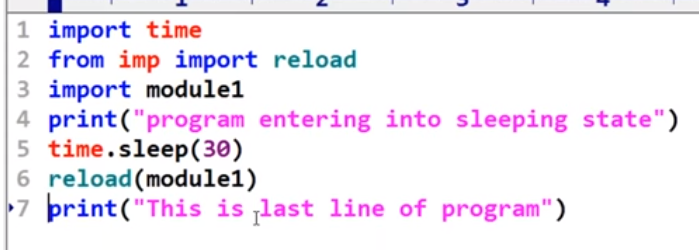 1 import time
2 from imp import reload
3 import module1
4 print("program entering into sleeping state")
5 time.sleep(30)
6 reload(module1)
7 print("This is last line of program")